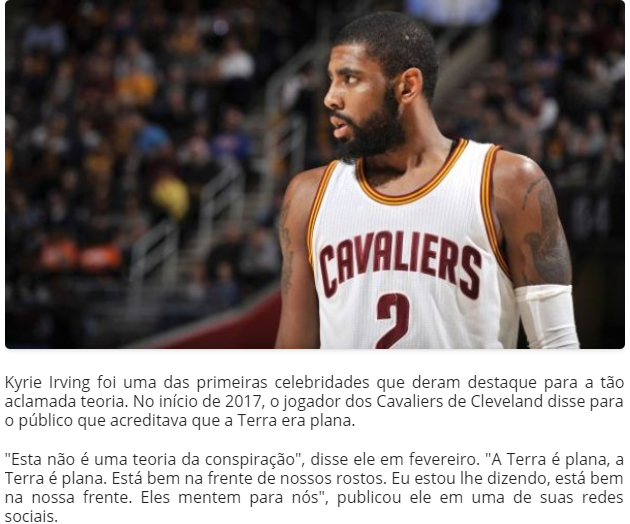 CAVALIERS
2
Kyrie Irving foi uma das primeiras celebridades que deram destaque para a tão
aclamada teoria. No início de 2017, o jogador dos Cavaliers de Cleveland disse para
o público que acreditava que a Terra era plana.
"Esta não é uma teoria da conspiração", disse ele em fevereiro. "A Terra é plana, a
Terra é plana. Está bem na frente de nossos rostos. Eu estou lhe dizendo, está bem
na nossa frente. Eles mentem para nós", publicou ele em uma de suas redes
sociais.